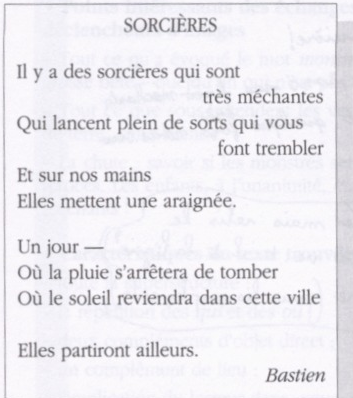 SORCIÈRES
Il y a des sorcières qui sont
très méchantes
Qui lancent plein de sorts qui vous
font trembler
Et sur nos mains
Elles mettent une araignée.
Un jour —
Où la pluie s'arrêtera de tomber
Où le soleil reviendra dans cette ville
Elles partiront ailleurs.
Bastien